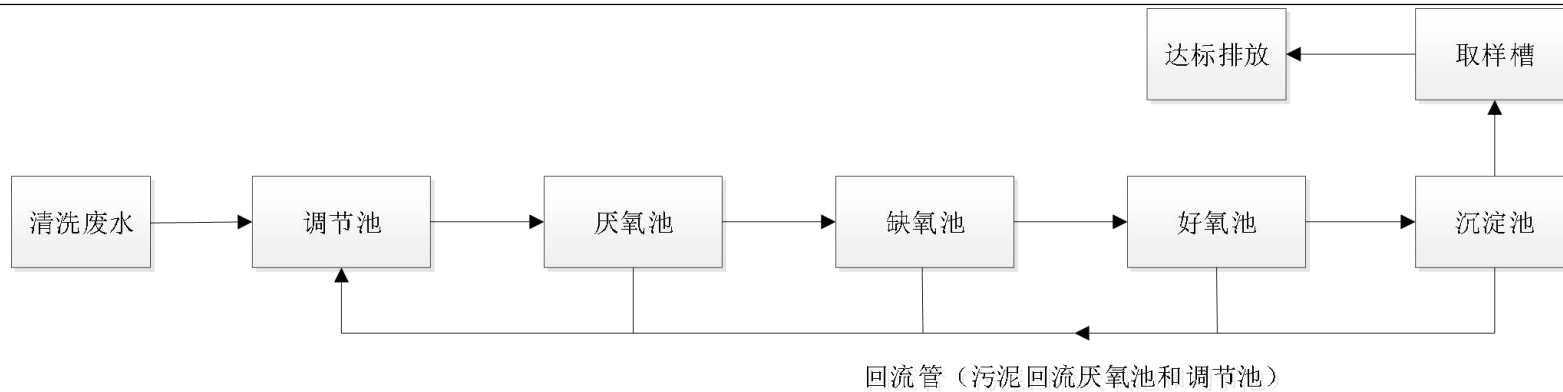 达标排放
取样槽
清洗废水
调节池
厌氧池
缺氧池
好氧池
沉淀池
回流管（污泥回流厌氧池和调节池）